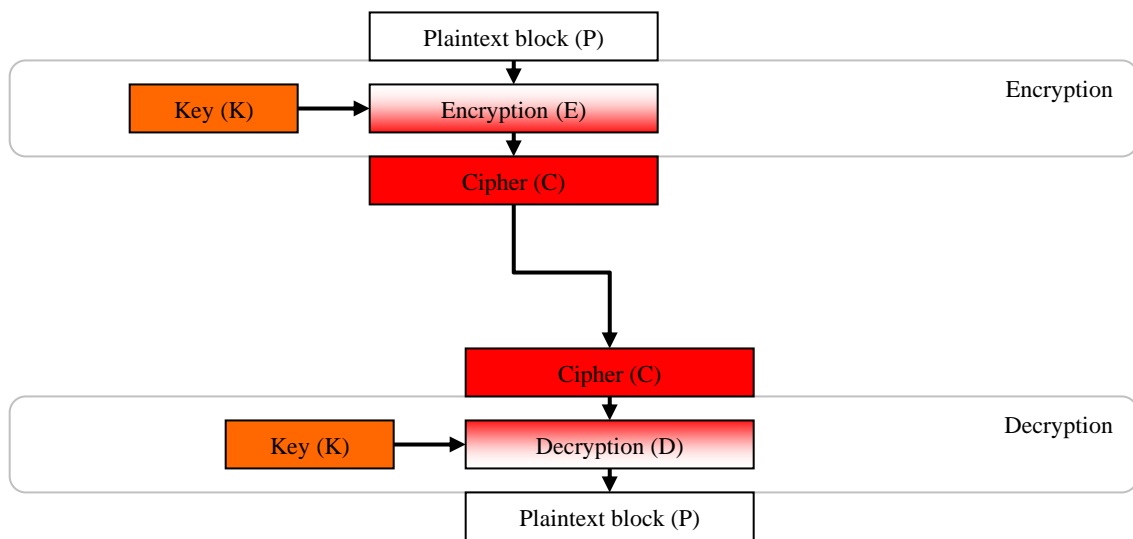 Plaintext block (P)
Encryption
Key (K)
Encryption (E)
Cipher (C)
Cipher (C)
Decryption
Key (K)
Decryption (D)
Plaintext block (P)